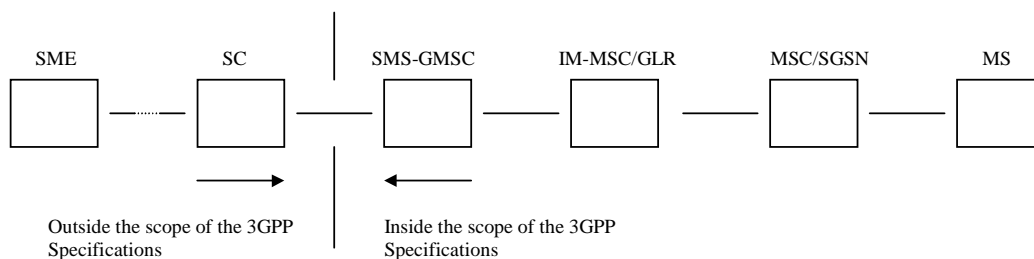 SME SC SMS-GMSC IM-MSC/GLR MSC/SGSN MS
Outside the scope of the 3GPP
Specifications
Inside the scope of the 3GPP
Specifications